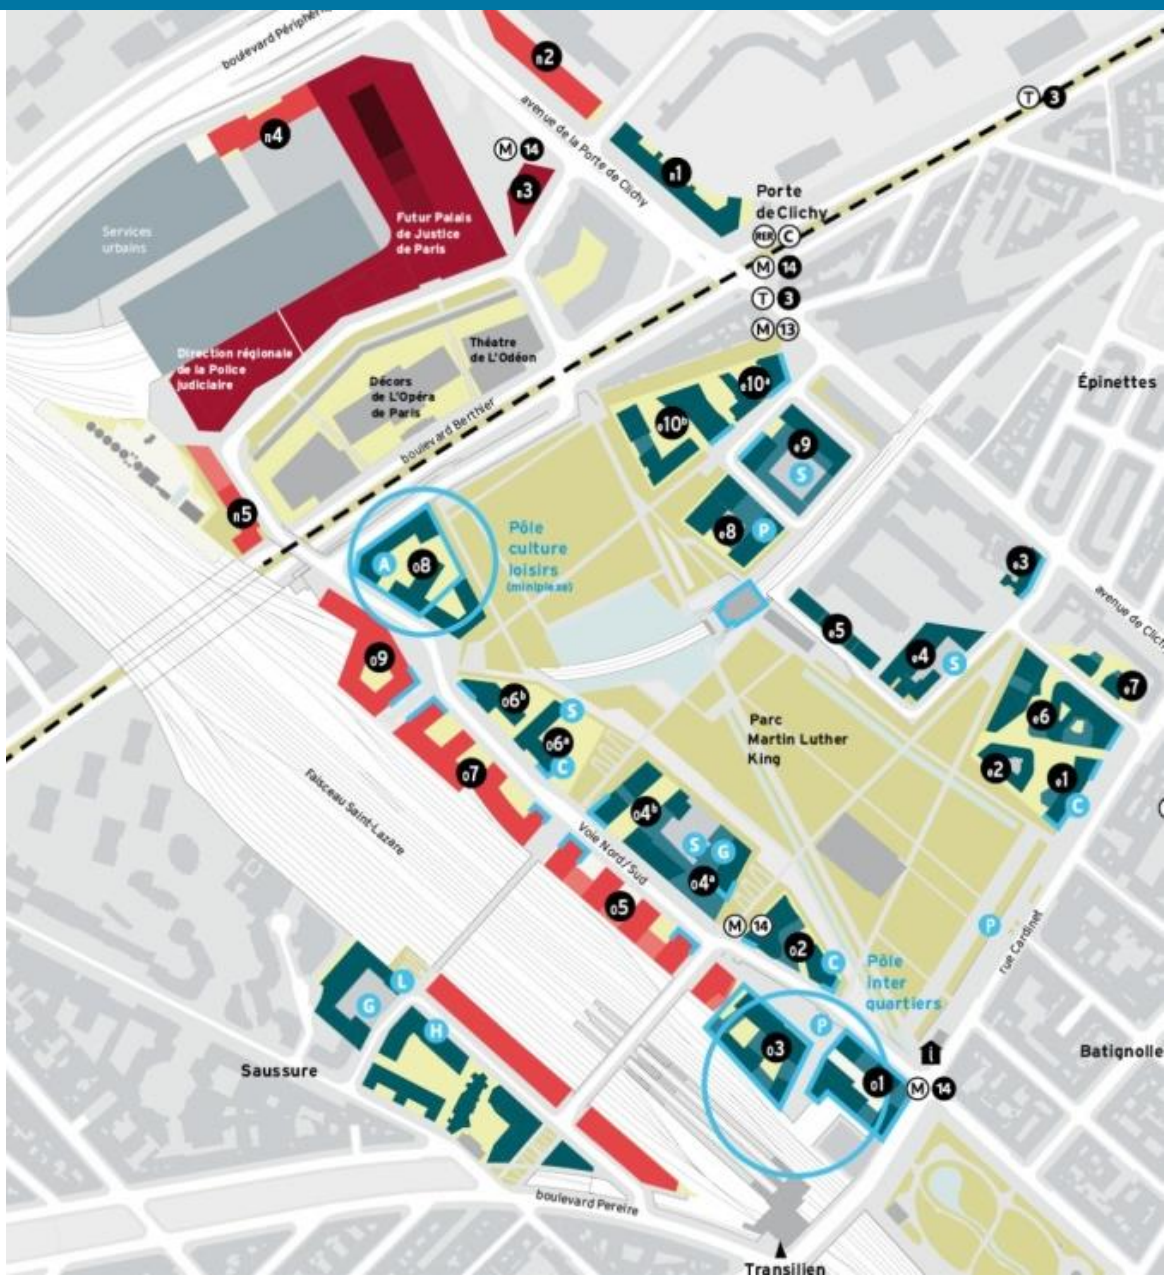 boulevard Périphéri
n2
avenue de la Porte de Clichy
T 3
n4
M 14
n1
n3
Porte
de Clichy
RER C
M 14
T 3
M 13
Futur Palais
de Justice
de Paris
Services
urbains
Théatre
de L'Odéon
Direction régionale
de la Police
judiciaire
Décors
de L'Opéra
de Paris
boulevard Berthier
Épinettes
e10ª
e10ᵇ
e9
S
n5
Pôle
culture
loisirs
(miniplexe)
e8
P
A
o8
e3
avenue de Clich
e5
e4
S
o9
o6ᵇ
S
o6ª
C
e7
e6
e2
e1
C
Parc
Martin Luther
King
o7
Faisceau Saint-Lazare
Voie Nord/Sud
o4ᵇ
S
G
o4ª
o5
M 14
o2
C
P
rue Cardinet
Pôle
inter
quartiers
L
G
H
P
o3
i
o1
M 14
Saussure
Batignolle
boulevard Pereire
Transilien